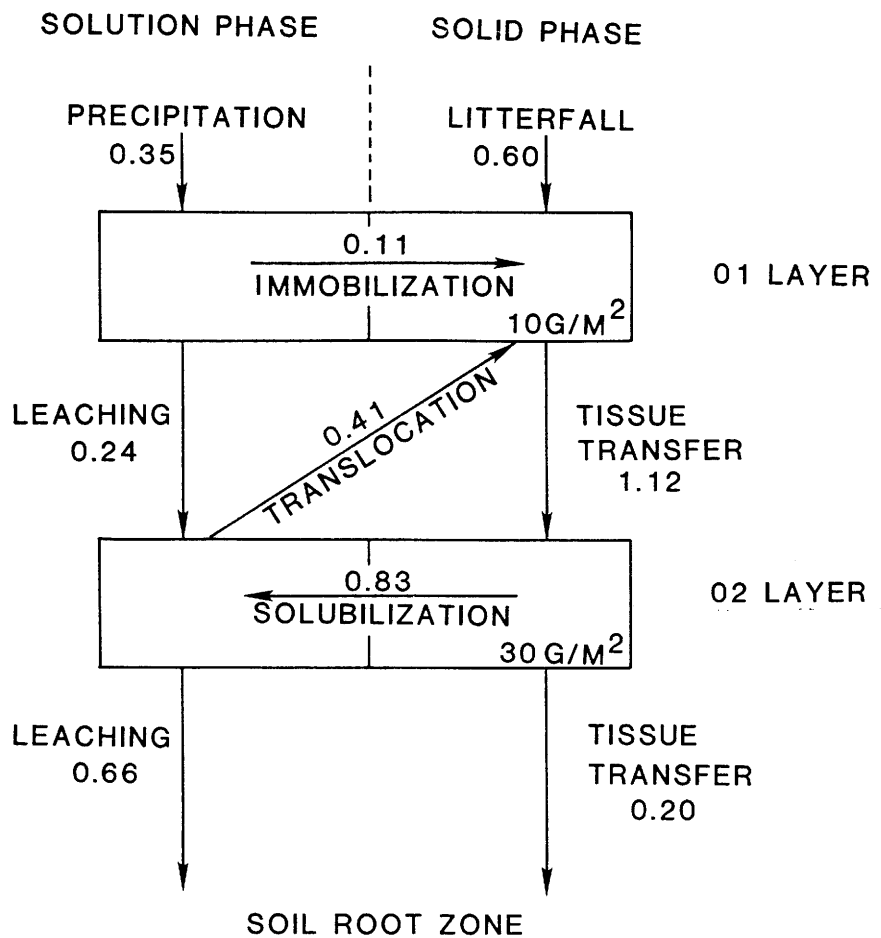 SOLUTION PHASE
SOLID PHASE
PRECIPITATION
0.35
LITTERFALL
0.60
0.11
IMMOBILIZATION
10G/M²
01 LAYER
LEACHING
0.24
0.41
TRANSLOCATION
TISSUE
TRANSFER
1.12
0.83
SOLUBILIZATION
30 G/M²
02 LAYER
LEACHING
0.66
TISSUE
TRANSFER
0.20
SOIL ROOT ZONE